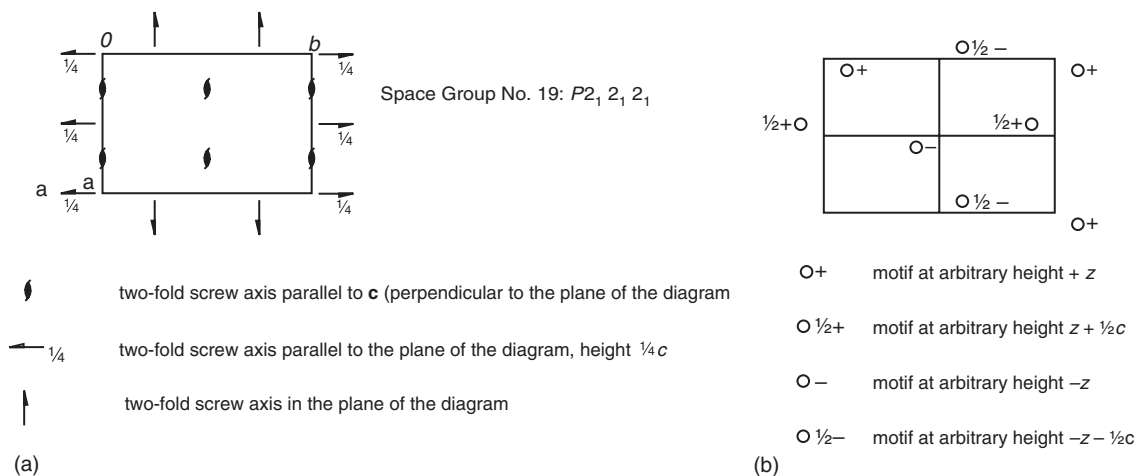 0
b
½ –
+
+
¼
¼
Space Group No. 19: P2₁ 2₁ 2₁
½+
½+
¼
¼
–
a
a
¼
¼
½ –
+
+
motif at arbitrary height + z
two-fold screw axis parallel to c (perpendicular to the plane of the diagram
½+
motif at arbitrary height z + ½c
¼
two-fold screw axis parallel to the plane of the diagram, height ¼c
–
motif at arbitrary height –z
two-fold screw axis in the plane of the diagram
½–
motif at arbitrary height –z – ½c
(a)
(b)